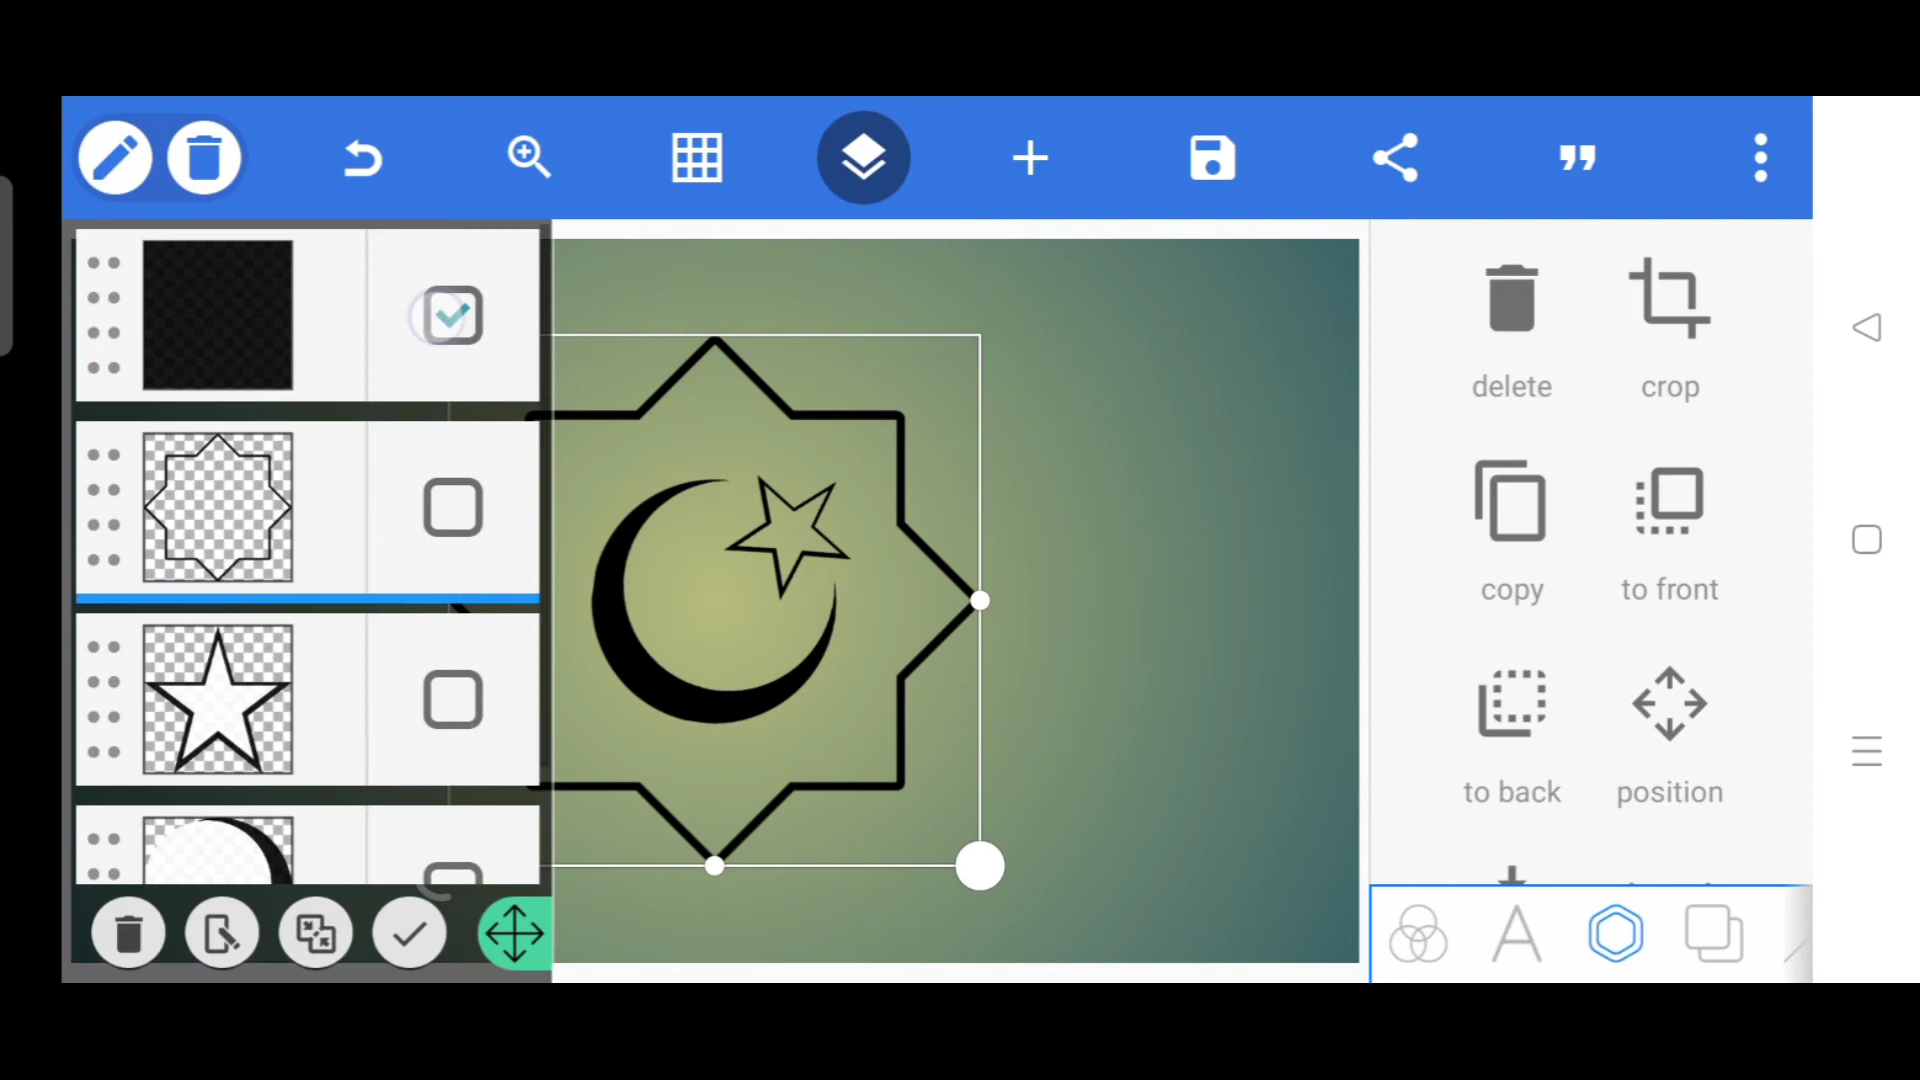 delete
crop
copy
to front
to back
position